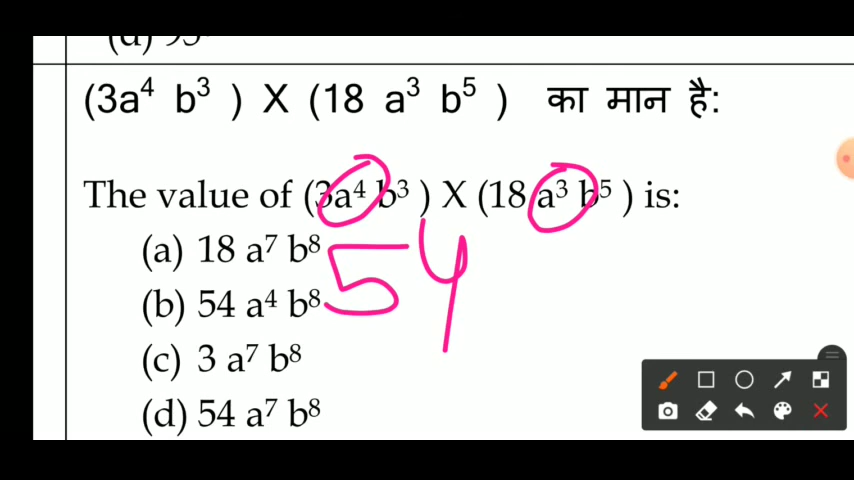 (3a⁴ b³ ) X (18 a³ b⁵ ) का मान है:
The value of (3a⁴ b³ ) X (18 a³ b⁵ ) is:
(a) 18 a⁷ b⁸
(b) 54 a⁴ b⁸
(c) 3 a⁷ b⁸
(d) 54 a⁷ b⁸
54